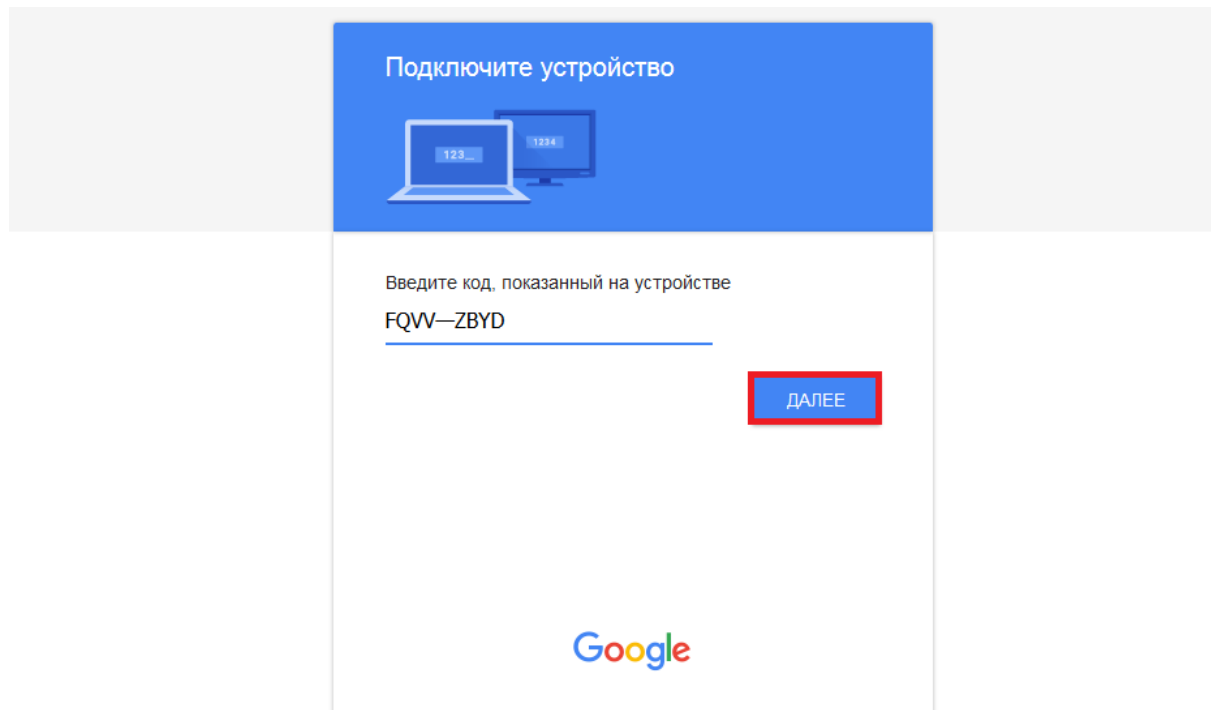 Подключите устройство
1234
123_
Введите код, показанный на устройстве
FQVV—ZBYD
ДАЛЕЕ
Google